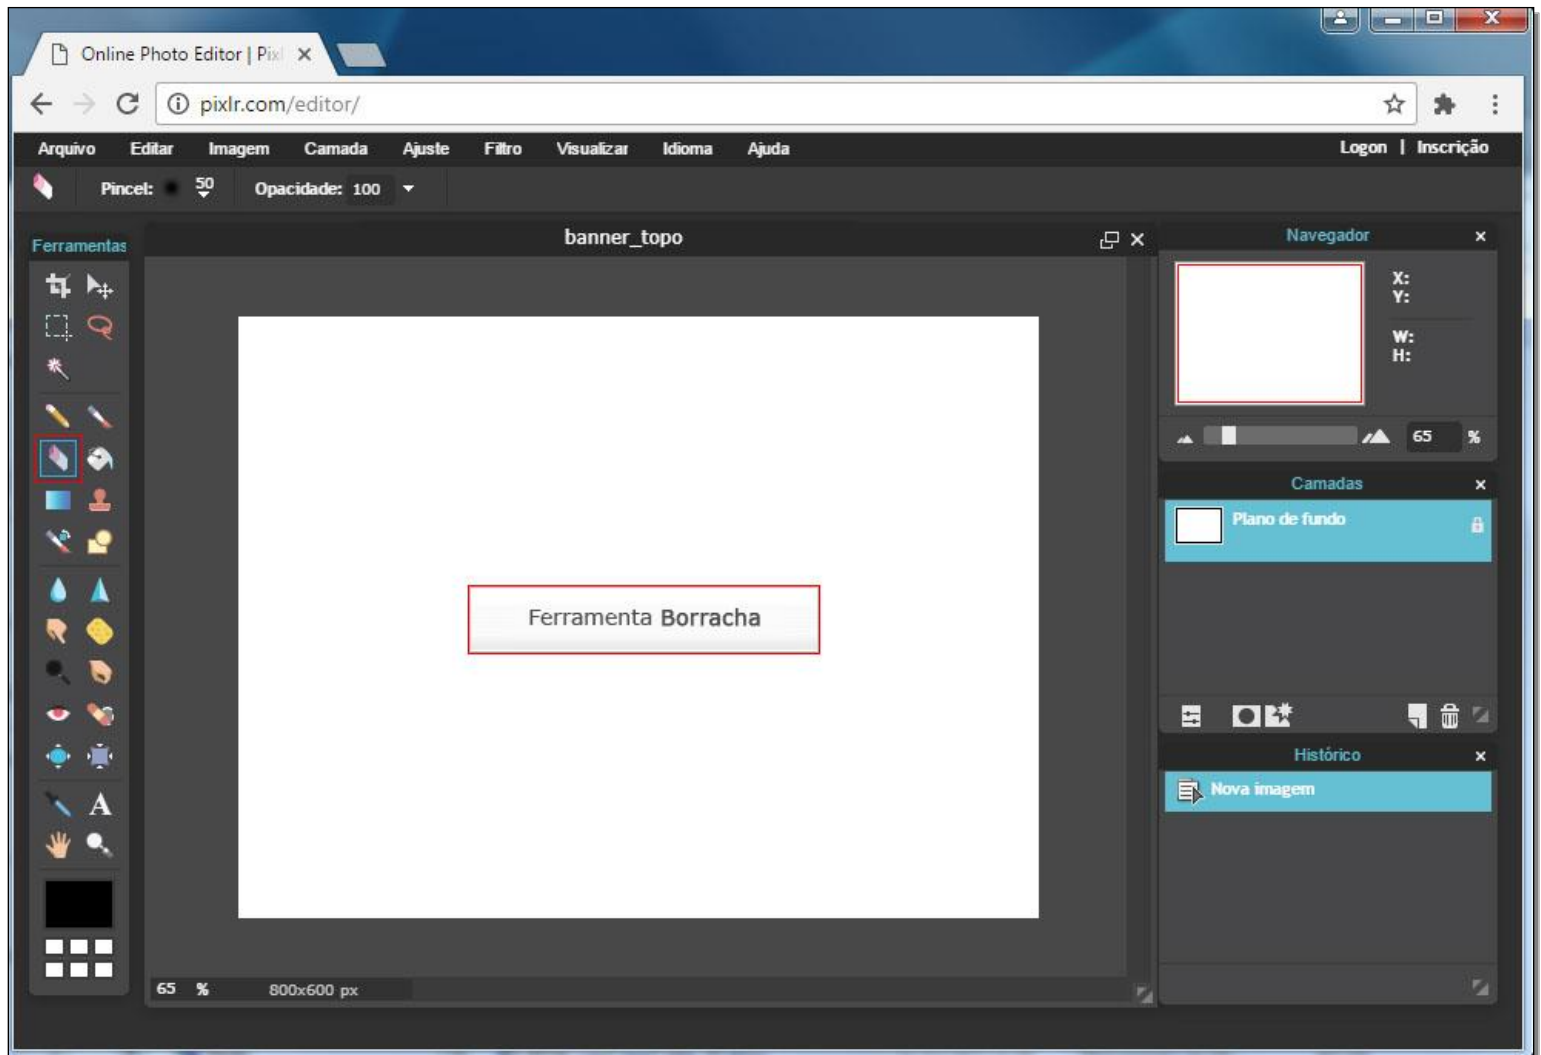 Online Photo Editor | Pixl
pixlr.com/editor/
Arquivo Editar Imagem Camada Ajuste Filtro Visualizar Idioma Ajuda Logon | Inscrição
Pincel: 50 Opacidade: 100
Ferramentas
banner_topo
Navegador
X:
Y:
W:
H:
65 %
Camadas
Plano de fundo
Ferramenta Borracha
Histórico
Nova imagem
A
65 % 800x600 px